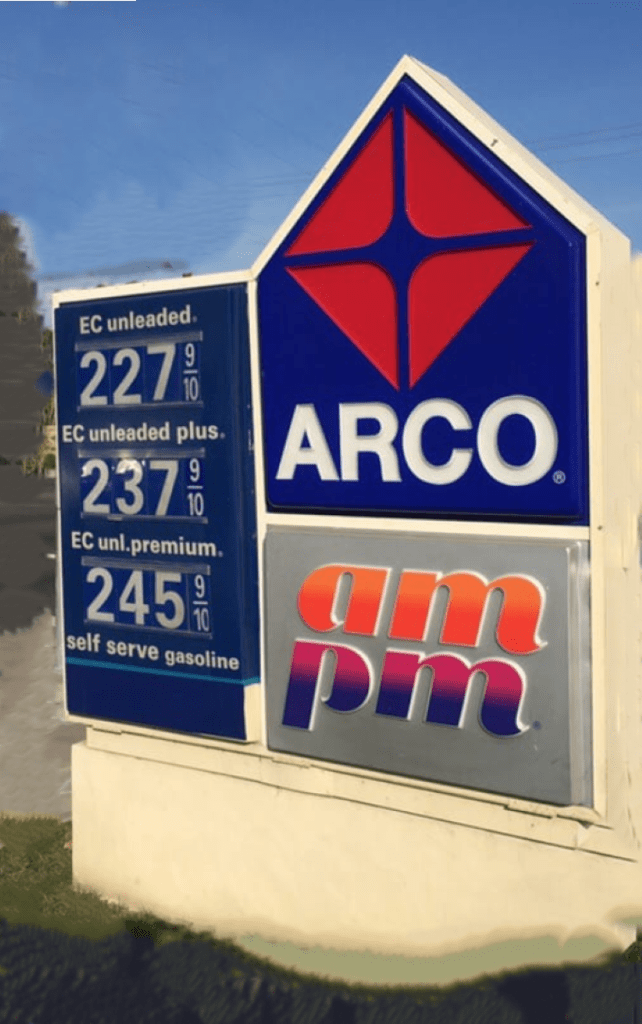 EC unleaded.
227 9/10
EC unleaded plus.
237 9/10
EC unl.premium.
245 9/10
self serve gasoline
ARCO®
am
pm